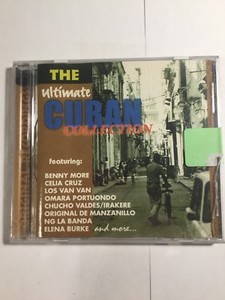 THE
Ultimate
CUBAN
COLLECTION
featuring:
BENNY MORE
CELIA CRUZ
LOS VAN VAN
OMARA PORTUONDO
CHUCHO VALDES/IRAKERE
ORIGINAL DE MANZANILLO
NG LA BANDA
ELENA BURKE and more...